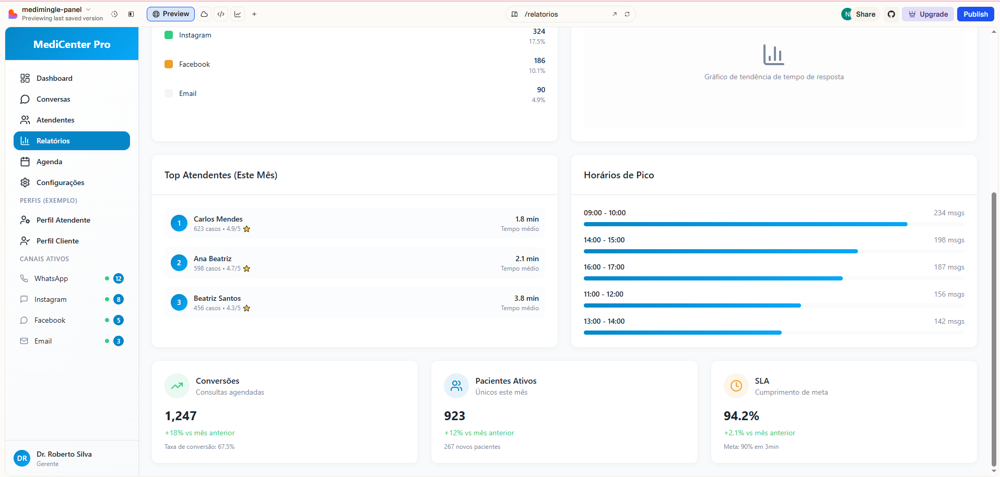 medimingle-panel
Previewing last saved version
Preview
/relatorios
N
Share
Upgrade
Publish
MediCenter Pro
Dashboard
Conversas
Atendentes
Relatórios
Agenda
Configurações
PERFIS (EXEMPLO)
Perfil Atendente
Perfil Cliente
CANAIS ATIVOS
WhatsApp 12
Instagram 8
Facebook 5
Email 3
DR
Dr. Roberto Silva
Gerente
Instagram 324
17.5%
Facebook 186
10.1%
Email 90
4.9%
Gráfico de tendência de tempo de resposta
Top Atendentes (Este Mês)
1 Carlos Mendes 1.8 min
623 casos • 4.9/5 ⭐ Tempo médio
2 Ana Beatriz 2.1 min
598 casos • 4.7/5 ⭐ Tempo médio
3 Beatriz Santos 3.8 min
456 casos • 4.3/5 ⭐ Tempo médio
Horários de Pico
09:00 - 10:00 234 msgs
14:00 - 15:00 198 msgs
16:00 - 17:00 187 msgs
11:00 - 12:00 156 msgs
13:00 - 14:00 142 msgs
Conversões
Consultas agendadas
1,247
+18% vs mês anterior
Taxa de conversão: 67.5%
Pacientes Ativos
Únicos este mês
923
+12% vs mês anterior
267 novos pacientes
SLA
Cumprimento de meta
94.2%
+2.1% vs mês anterior
Meta: 90% em 3min